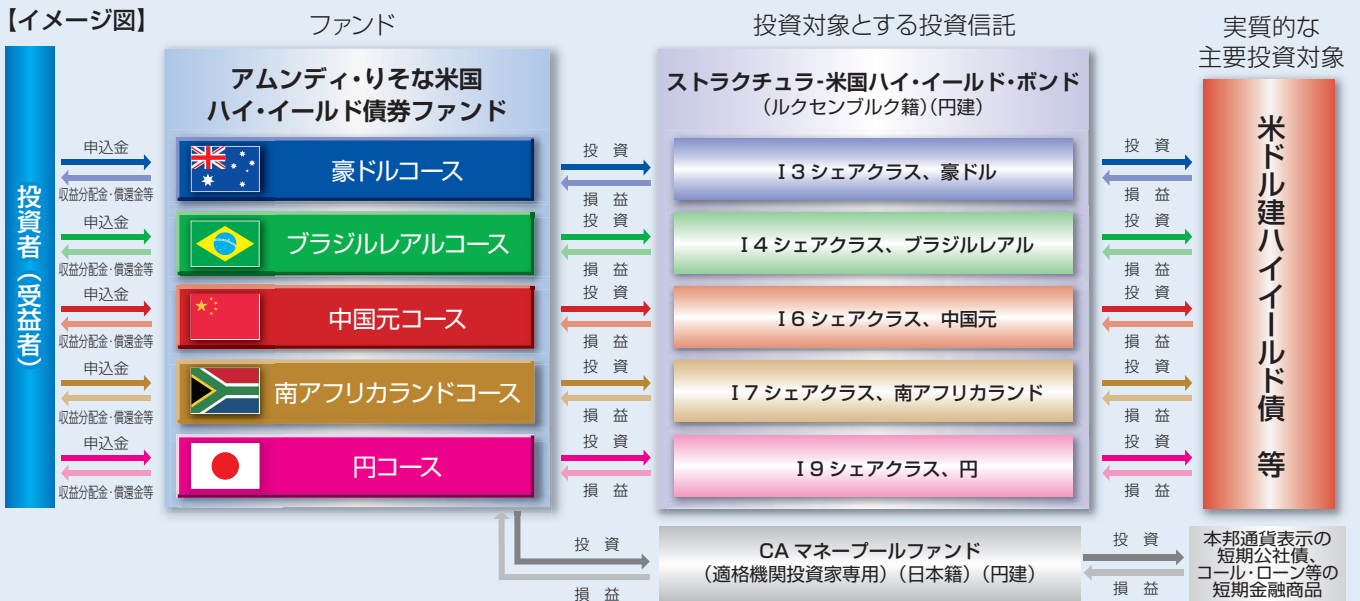 【イメージ図】
ファンド
投資対象とする投資信託
実質的な
主要投資対象
投資者（受益者）
アムンディ・りそな米国
ハイ・イールド債券ファンド
ストラクチュラ-米国ハイ・イールド・ボンド
（ルクセンブルク籍）（円建）
米ドル建ハイイールド債 等
申込金
収益分配金・償還金等
豪ドルコース
投 資
損 益
I3シェアクラス、豪ドル
投 資
損 益
申込金
収益分配金・償還金等
ブラジルレアルコース
投 資
損 益
I4シェアクラス、ブラジルレアル
投 資
損 益
申込金
収益分配金・償還金等
中国元コース
投 資
損 益
I6シェアクラス、中国元
投 資
損 益
申込金
収益分配金・償還金等
南アフリカランドコース
投 資
損 益
I7シェアクラス、南アフリカランド
投 資
損 益
申込金
収益分配金・償還金等
円コース
投 資
損 益
I9シェアクラス、円
投 資
損 益
投 資
損 益
CA マネープールファンド
（適格機関投資家専用）（日本籍）（円建）
投 資
損 益
本邦通貨表示の
短期公社債、
コール・ローン等の
短期金融商品